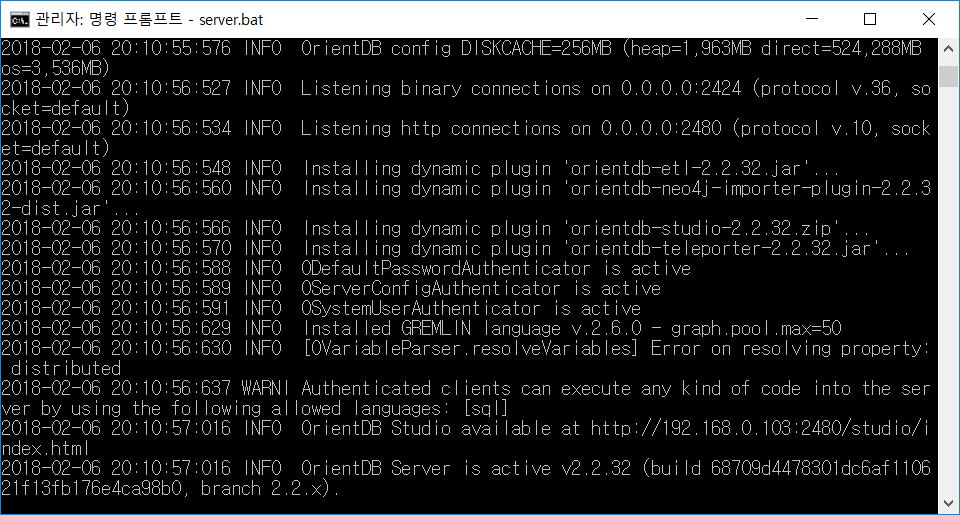 관리자: 명령 프롬프트 - server.bat
2018-02-06 20:10:55:576 INFO  OrientDB config DISKCACHE=256MB (heap=1,963MB direct=524,288MB
os=3,536MB)
2018-02-06 20:10:56:527 INFO  Listening binary connections on 0.0.0.0:2424 (protocol v.36, so
cket=default)
2018-02-06 20:10:56:534 INFO  Listening http connections on 0.0.0.0:2480 (protocol v.10, sock
et=default)
2018-02-06 20:10:56:548 INFO  Installing dynamic plugin 'orientdb-etl-2.2.32.jar'...
2018-02-06 20:10:56:560 INFO  Installing dynamic plugin 'orientdb-neo4j-importer-plugin-2.2.3
2-dist.jar'...
2018-02-06 20:10:56:566 INFO  Installing dynamic plugin 'orientdb-studio-2.2.32.zip'...
2018-02-06 20:10:56:570 INFO  Installing dynamic plugin 'orientdb-teleporter-2.2.32.jar'...
2018-02-06 20:10:56:588 INFO  ODefaultPasswordAuthenticator is active
2018-02-06 20:10:56:589 INFO  OServerConfigAuthenticator is active
2018-02-06 20:10:56:591 INFO  OSystemUserAuthenticator is active
2018-02-06 20:10:56:629 INFO  Installed GREMLIN language v.2.6.0 - graph.pool.max=50
2018-02-06 20:10:56:630 INFO  [OVariableParser.resolveVariables] Error on resolving property:
 distributed
2018-02-06 20:10:56:637 WARNI Authenticated clients can execute any kind of code into the ser
ver by using the following allowed languages: [sql]
2018-02-06 20:10:57:016 INFO  OrientDB Studio available at http://192.168.0.103:2480/studio/i
ndex.html
2018-02-06 20:10:57:016 INFO  OrientDB Server is active v2.2.32 (build 68709d4478301dc6af1106
21f13fb176e4ca98b0, branch 2.2.x).